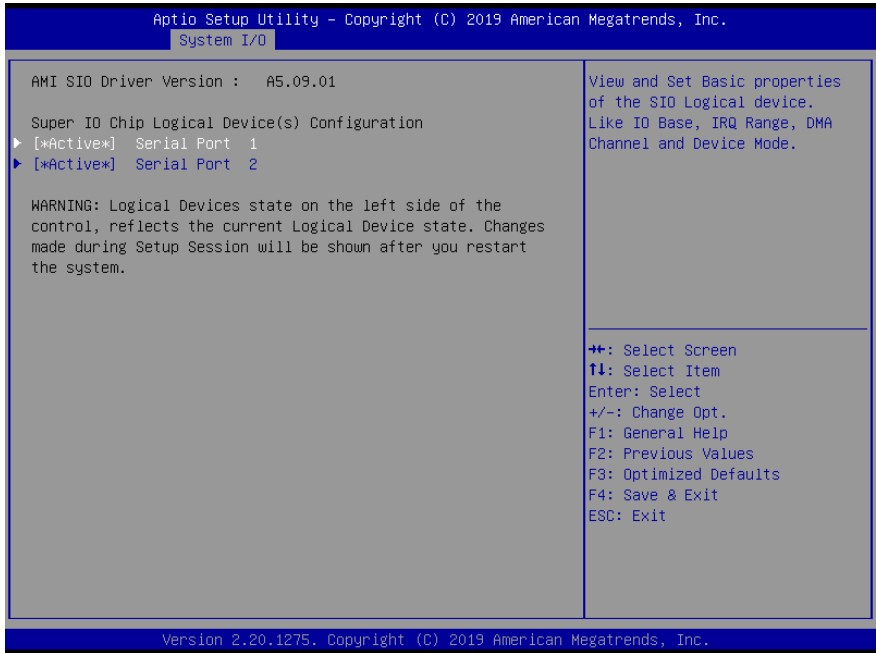 Aptio Setup Utility – Copyright (C) 2019 American Megatrends, Inc.
System I/O
AMI SIO Driver Version :   A5.09.01
Super IO Chip Logical Device(s) Configuration
[*Active*]  Serial Port  1
[*Active*]  Serial Port  2
WARNING: Logical Devices state on the left side of the
control, reflects the current Logical Device state. Changes
made during Setup Session will be shown after you restart
the system.
View and Set Basic properties
of the SIO Logical device.
Like IO Base, IRQ Range, DMA
Channel and Device Mode.
→←: Select Screen
↑↓: Select Item
Enter: Select
+/-: Change Opt.
F1: General Help
F2: Previous Values
F3: Optimized Defaults
F4: Save & Exit
ESC: Exit
Version 2.20.1275. Copyright (C) 2019 American Megatrends, Inc.